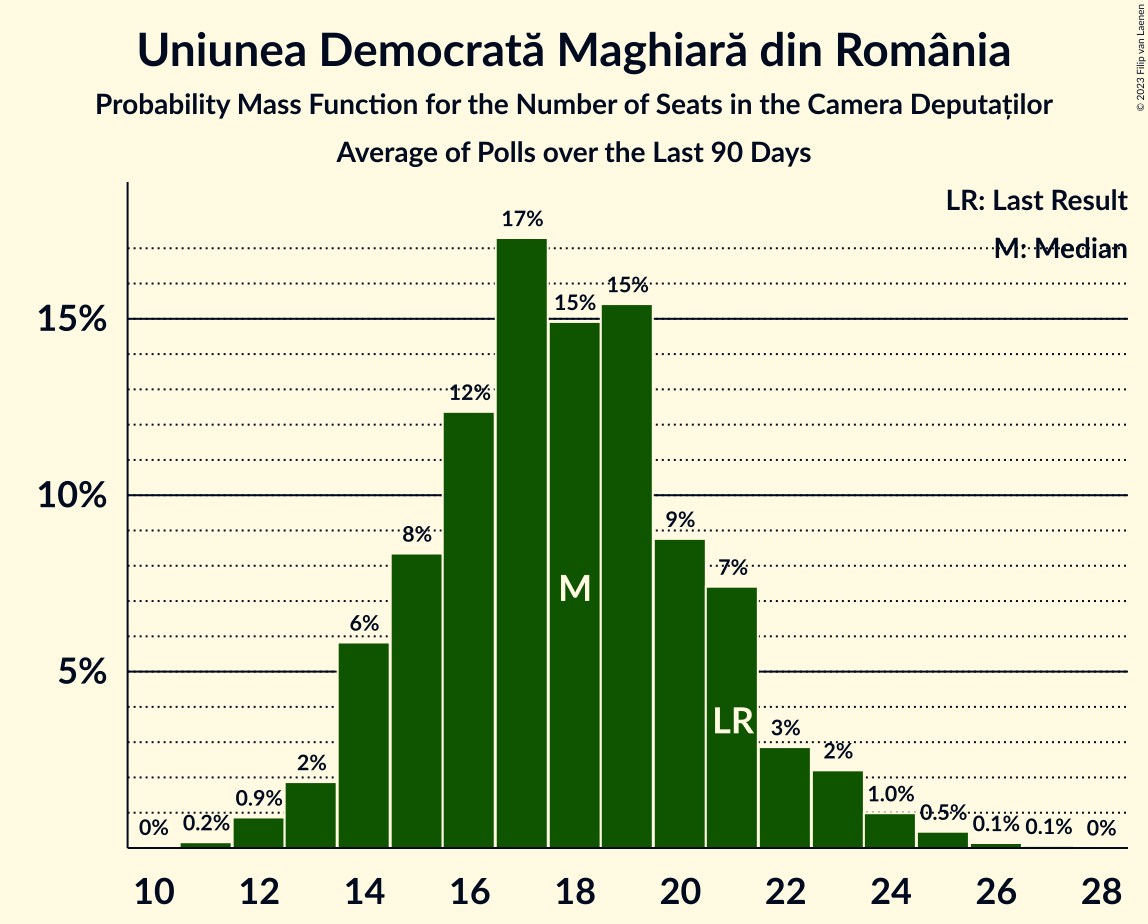 Uniunea Democrată Maghiară din România
Probability Mass Function for the Number of Seats in the Camera Deputaților
Average of Polls over the Last 90 Days
© 2023 Filip van Laenen
LR: Last Result
M: Median
15%
10%
5%
0%
0.2%
0.9%
2%
6%
8%
12%
17%
15%
15%
9%
7%
3%
2%
1.0%
0.5%
0.1%
0.1%
0%
M
LR
10 12 14 16 18 20 22 24 26 28